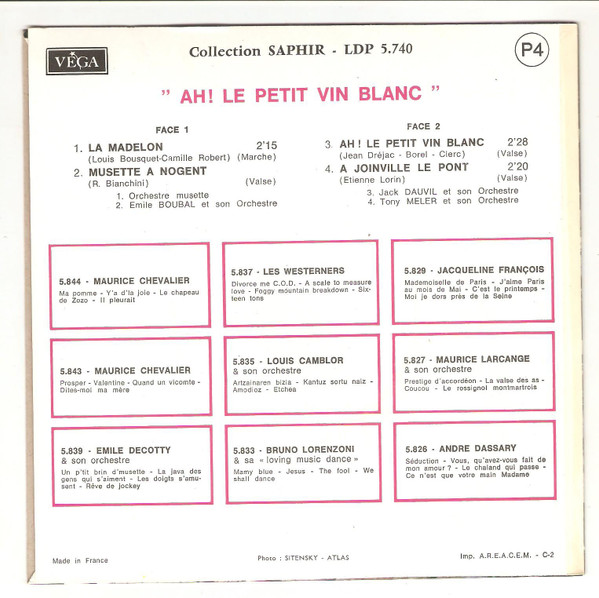 VÉGA
Collection SAPHIR - LDP 5.740
P4
" AH! LE PETIT VIN BLANC "
FACE 1
1. LA MADELON 2'15
(Louis Bousquet-Camille Robert) (Marche)
2. MUSETTE A NOGENT
(R. Bianchini) (Valse)
1. Orchestre musette
2. Emile BOUBAL et son Orchestre
FACE 2
3. AH! LE PETIT VIN BLANC 2'28
(Jean Dréjac - Borel - Clerc) (Valse)
4. A JOINVILLE LE PONT 2'20
(Etienne Lorin) (Valse)
3. Jack DAUVIL et son Orchestre
4. Tony MELER et son Orchestre
5.844 - MAURICE CHEVALIER
Ma pomme - Y'a d'la joie - Le chapeau
de Zozo - Il pleurait
5.837 - LES WESTERNERS
Divorce me C.O.D. - A scale to measure
love - Foggy mountain breakdown - Six-
teen tons
5.829 - JACQUELINE FRANÇOIS
Mademoiselle de Paris - J'aime Paris
au mois de Mai - C'est le printemps -
Moi je dors près de la Seine
5.843 - MAURICE CHEVALIER
Prosper - Valentine - Quand un vicomte -
Dites-moi ma mère
5.835 - LOUIS CAMBLOR
& son orchestre
Artzainaren bizia - Kantuz sortu naiz -
Amodioz - Etchea
5.827 - MAURICE LARCANGE
& son orchestre
Prestige d'accordéon - La valse des as -
Coucou - Le rossignol montmartrois
5.839 - EMILE DECOTTY
& son orchestre
Un p'tit brin d'musette - La java des
gens qui s'aiment - Les doigts s'amu-
sent - Rêve de jockey
5.833 - BRUNO LORENZONI
& sa « loving music dance »
Mamy blue - Jesus - The fool - We
shall dance
5.826 - ANDRE DASSARY
Séduction - Vous, qu'avez-vous fait de
mon amour ? - Le chaland qui passe -
Ce n'est que votre main Madame
Made in France
Photo : SITENSKY - ATLAS
Imp. A.R.E.A.C.E.M. - C-2